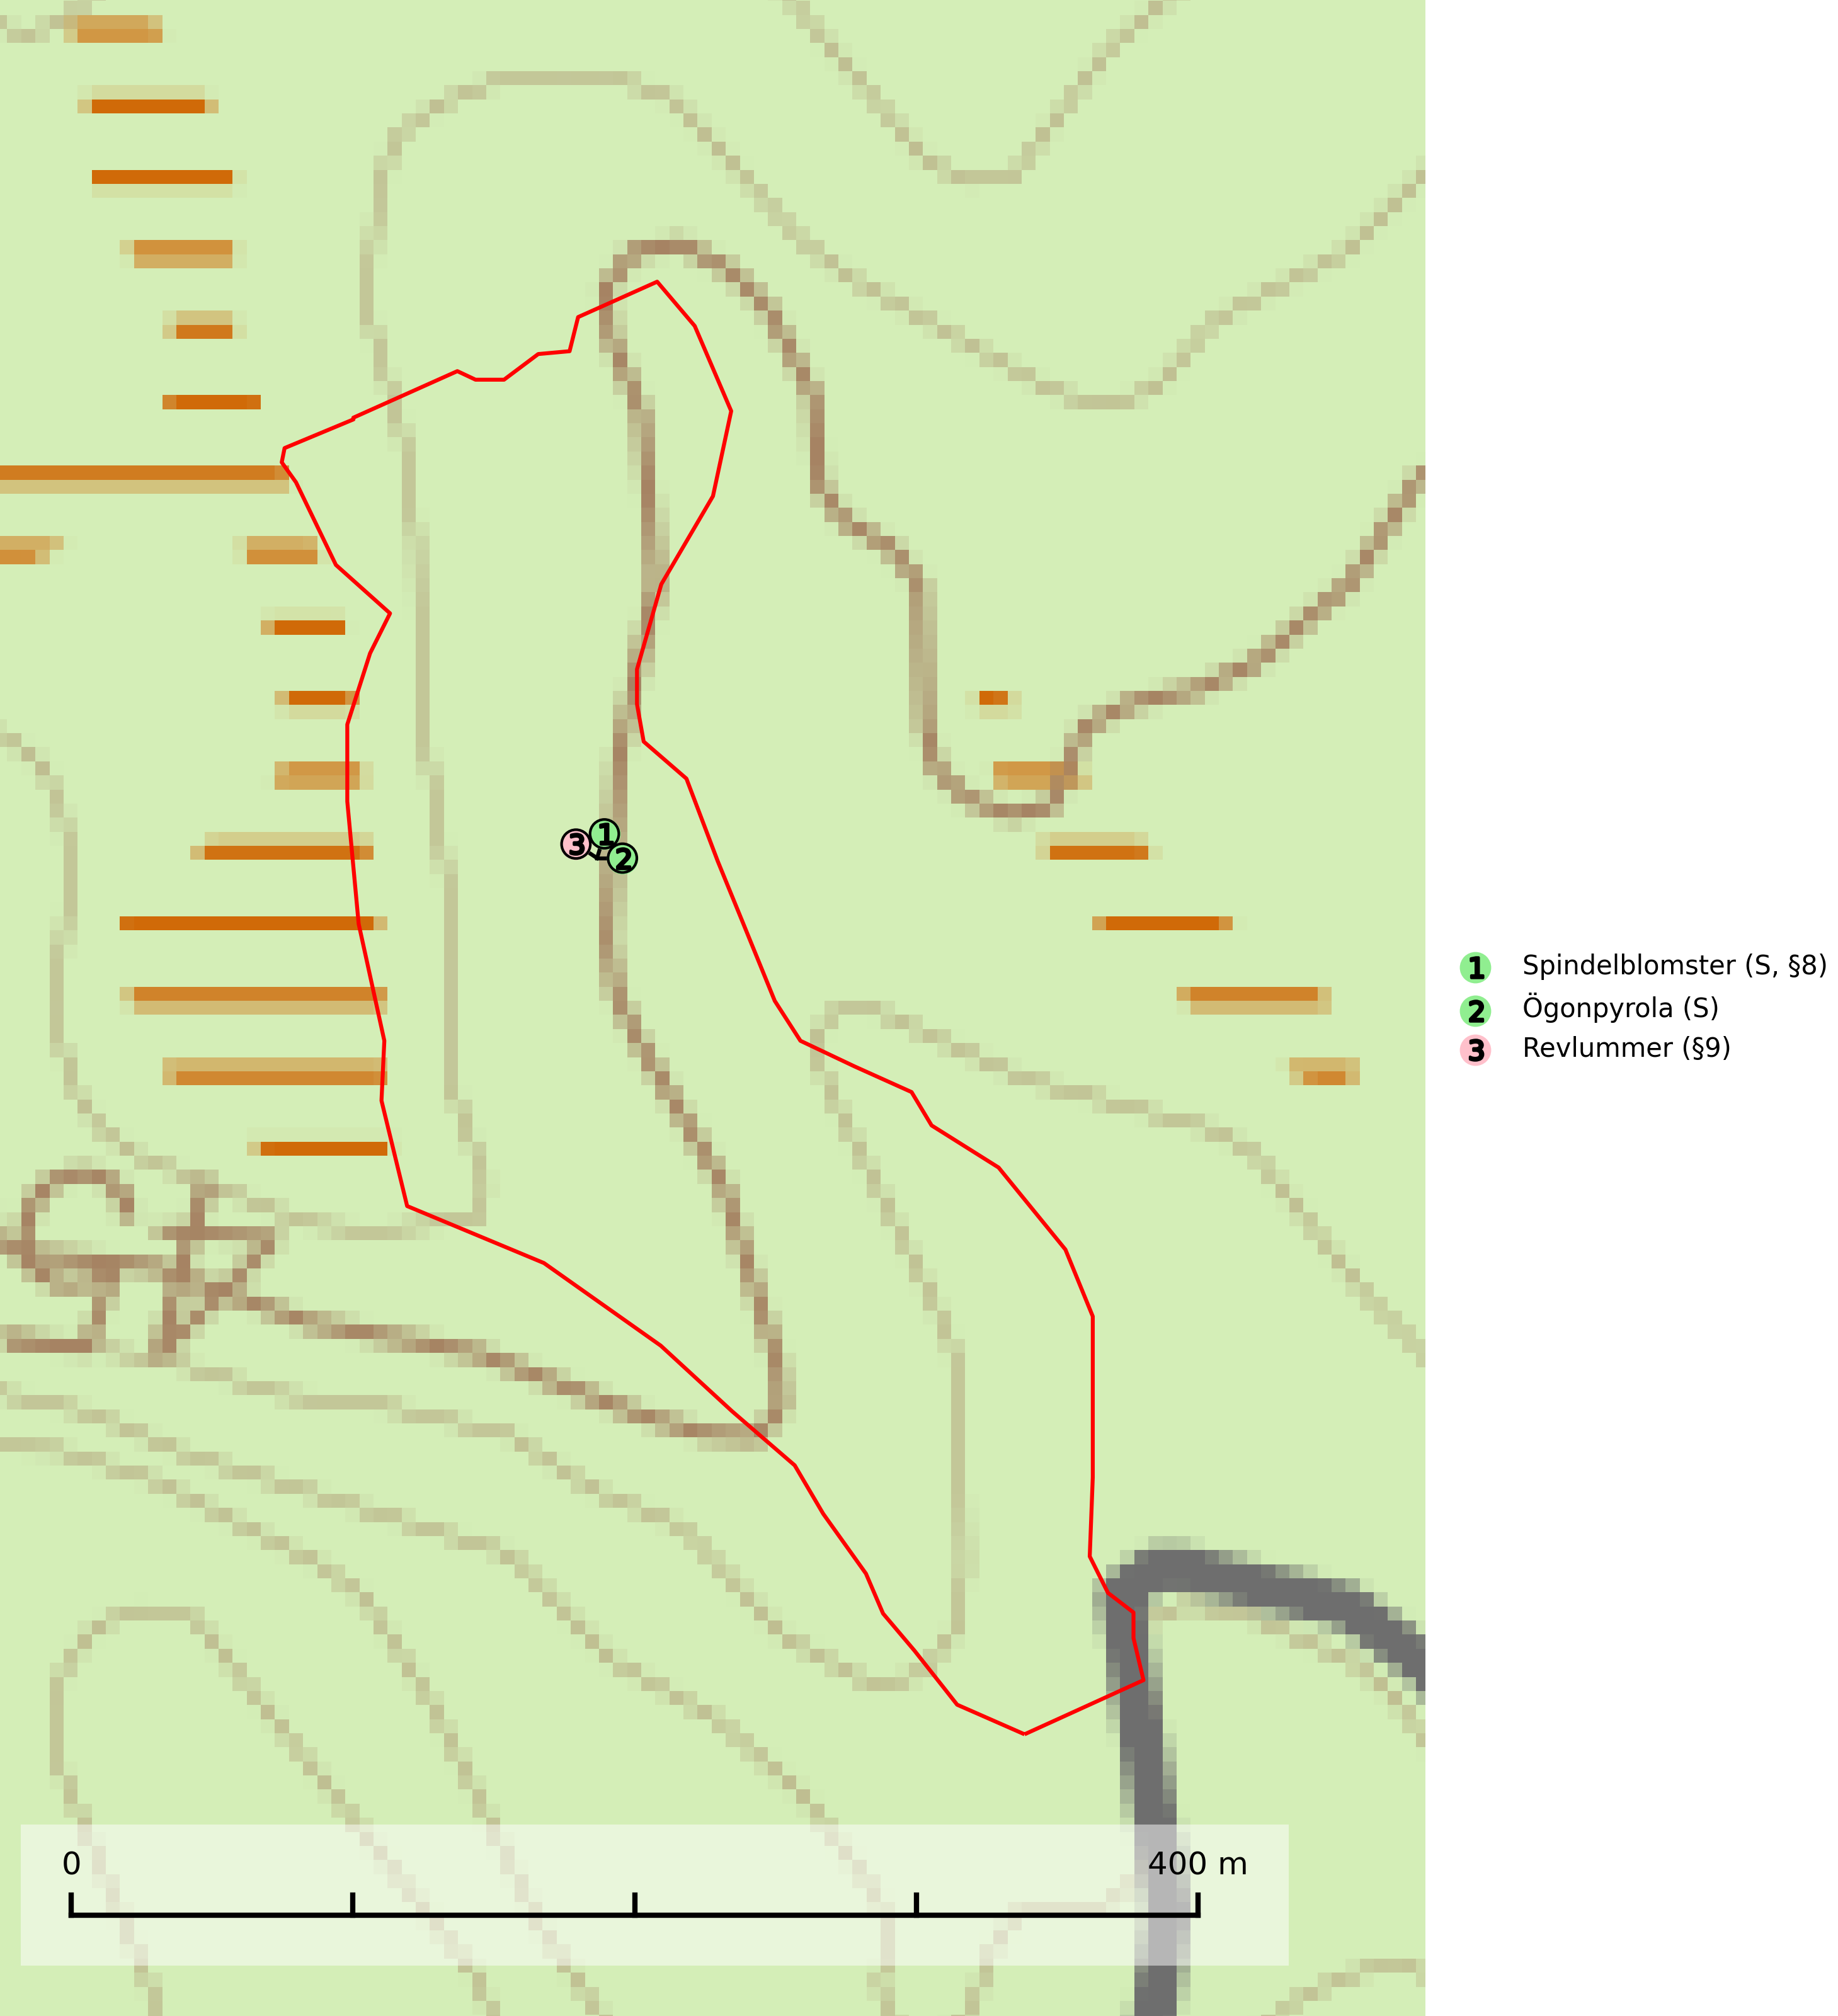 1
3
2
1 Spindelblomster (S, §8)
2 Ögonpyrola (S)
3 Revlummer (§9)
0 400 m